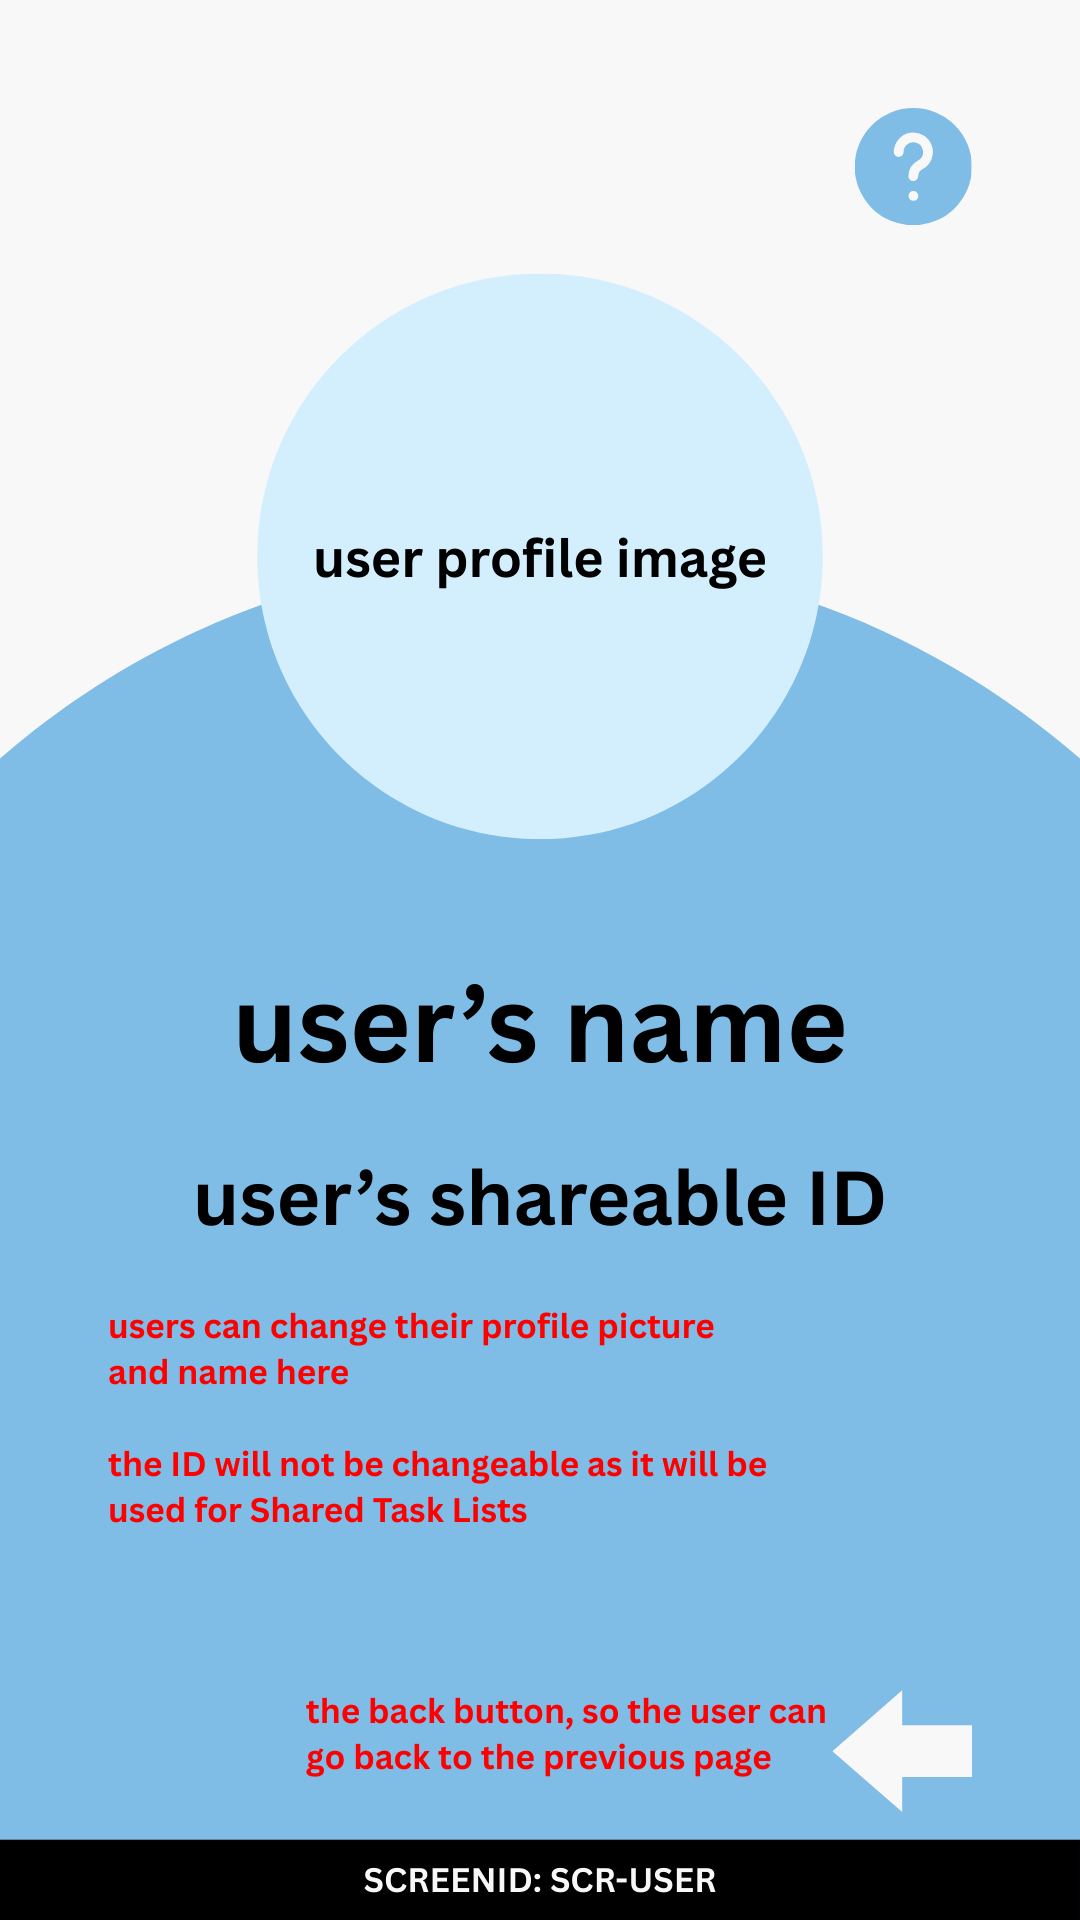 ?
user profile image
user’s name
user’s shareable ID
users can change their profile picture
and name here
the ID will not be changeable as it will be
used for Shared Task Lists
the back button, so the user can
go back to the previous page
SCREENID: SCR-USER